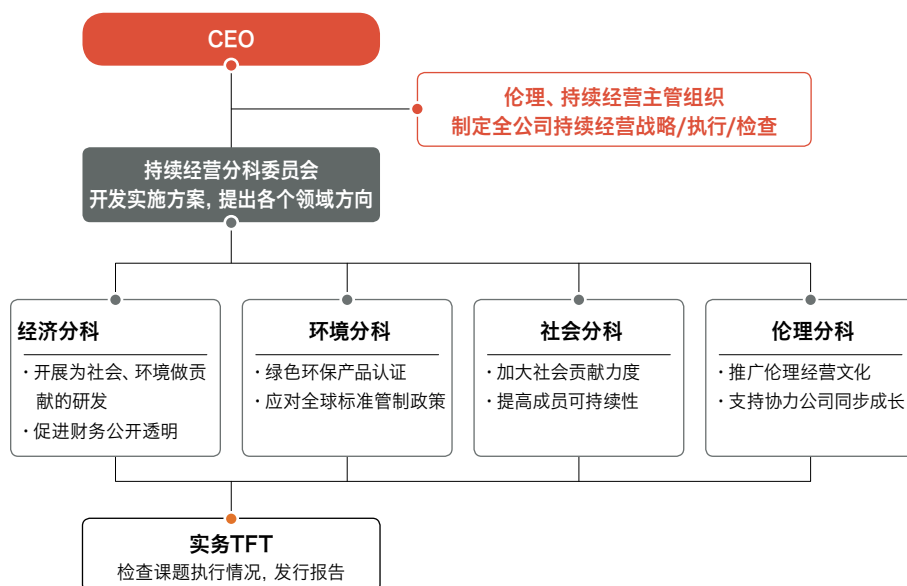 CEO
伦理、持续经营主管组织
制定全公司持续经营战略/执行/检查
持续经营分科委员会
开发实施方案, 提出各个领域方向
经济分科
· 开展为社会、环境做贡
献的研发
· 促进财务公开透明
环境分科
· 绿色环保产品认证
· 应对全球标准管制政策
社会分科
· 加大社会贡献力度
· 提高成员可持续性
伦理分科
· 推广伦理经营文化
· 支持协力公司同步成长
实务TFT
检查课题执行情况, 发行报告